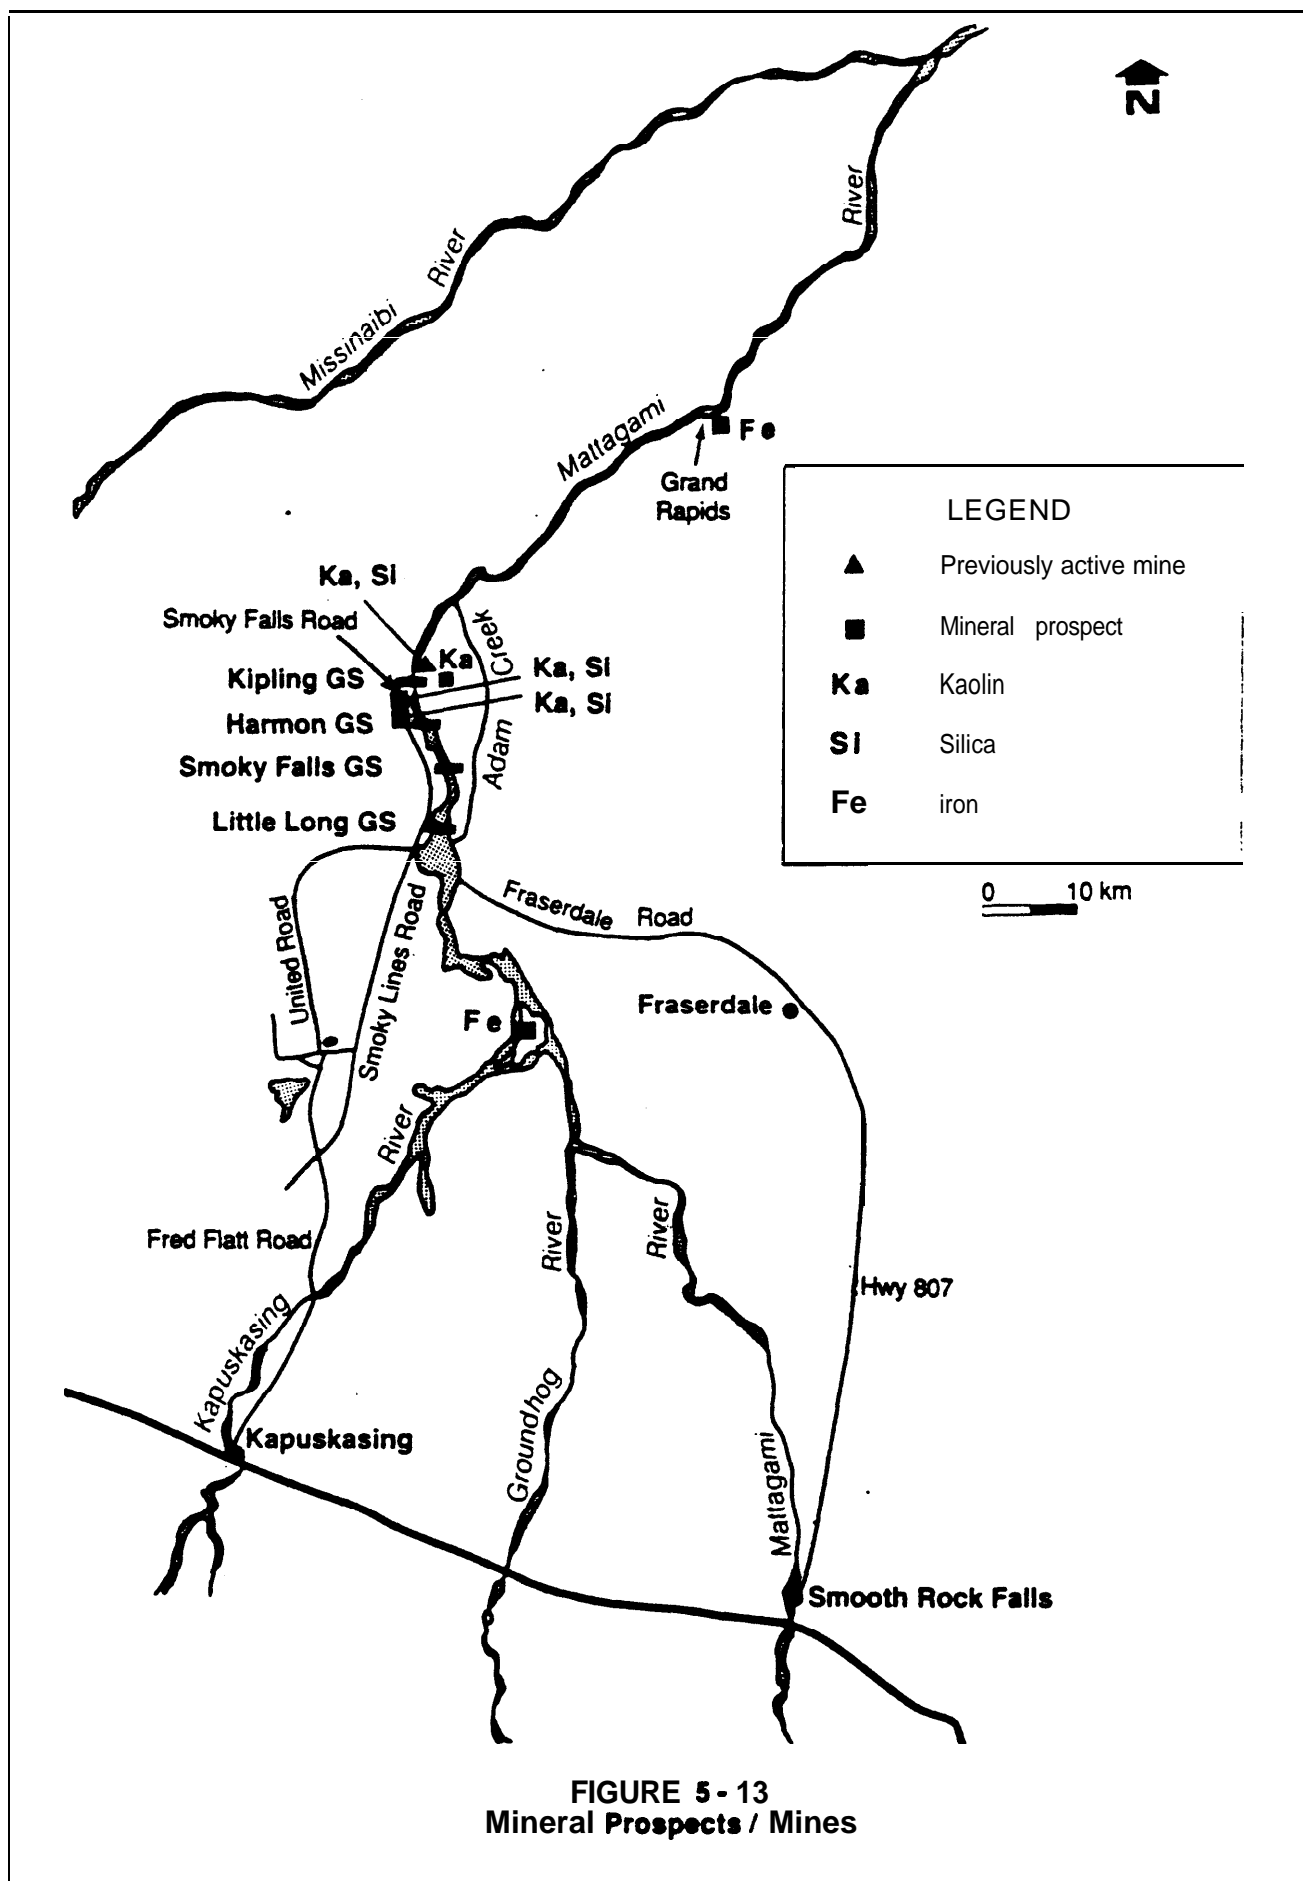 N
River
River
Missinaibi
Mattagami
Fe
Grand
Rapids
LEGEND
Previously active mine
Mineral prospect
Ka Kaolin
Si Silica
Fe iron
0 10 km
Ka, Si
Smoky Falls Road
Creek
Ka
Kipling GS
Ka, Si
Ka, Si
Harmon GS
Adam
Smoky Falls GS
Little Long GS
Fraserdale Road
United Road
Smoky Lines Road
Fraserdale
Fe
River
River
River
Fred Flatt Road
Hwy 807
Kapuskasing
Groundhog
Mattagami
Kapuskasing
Smooth Rock Falls
FIGURE 5 - 13
Mineral Prospects / Mines